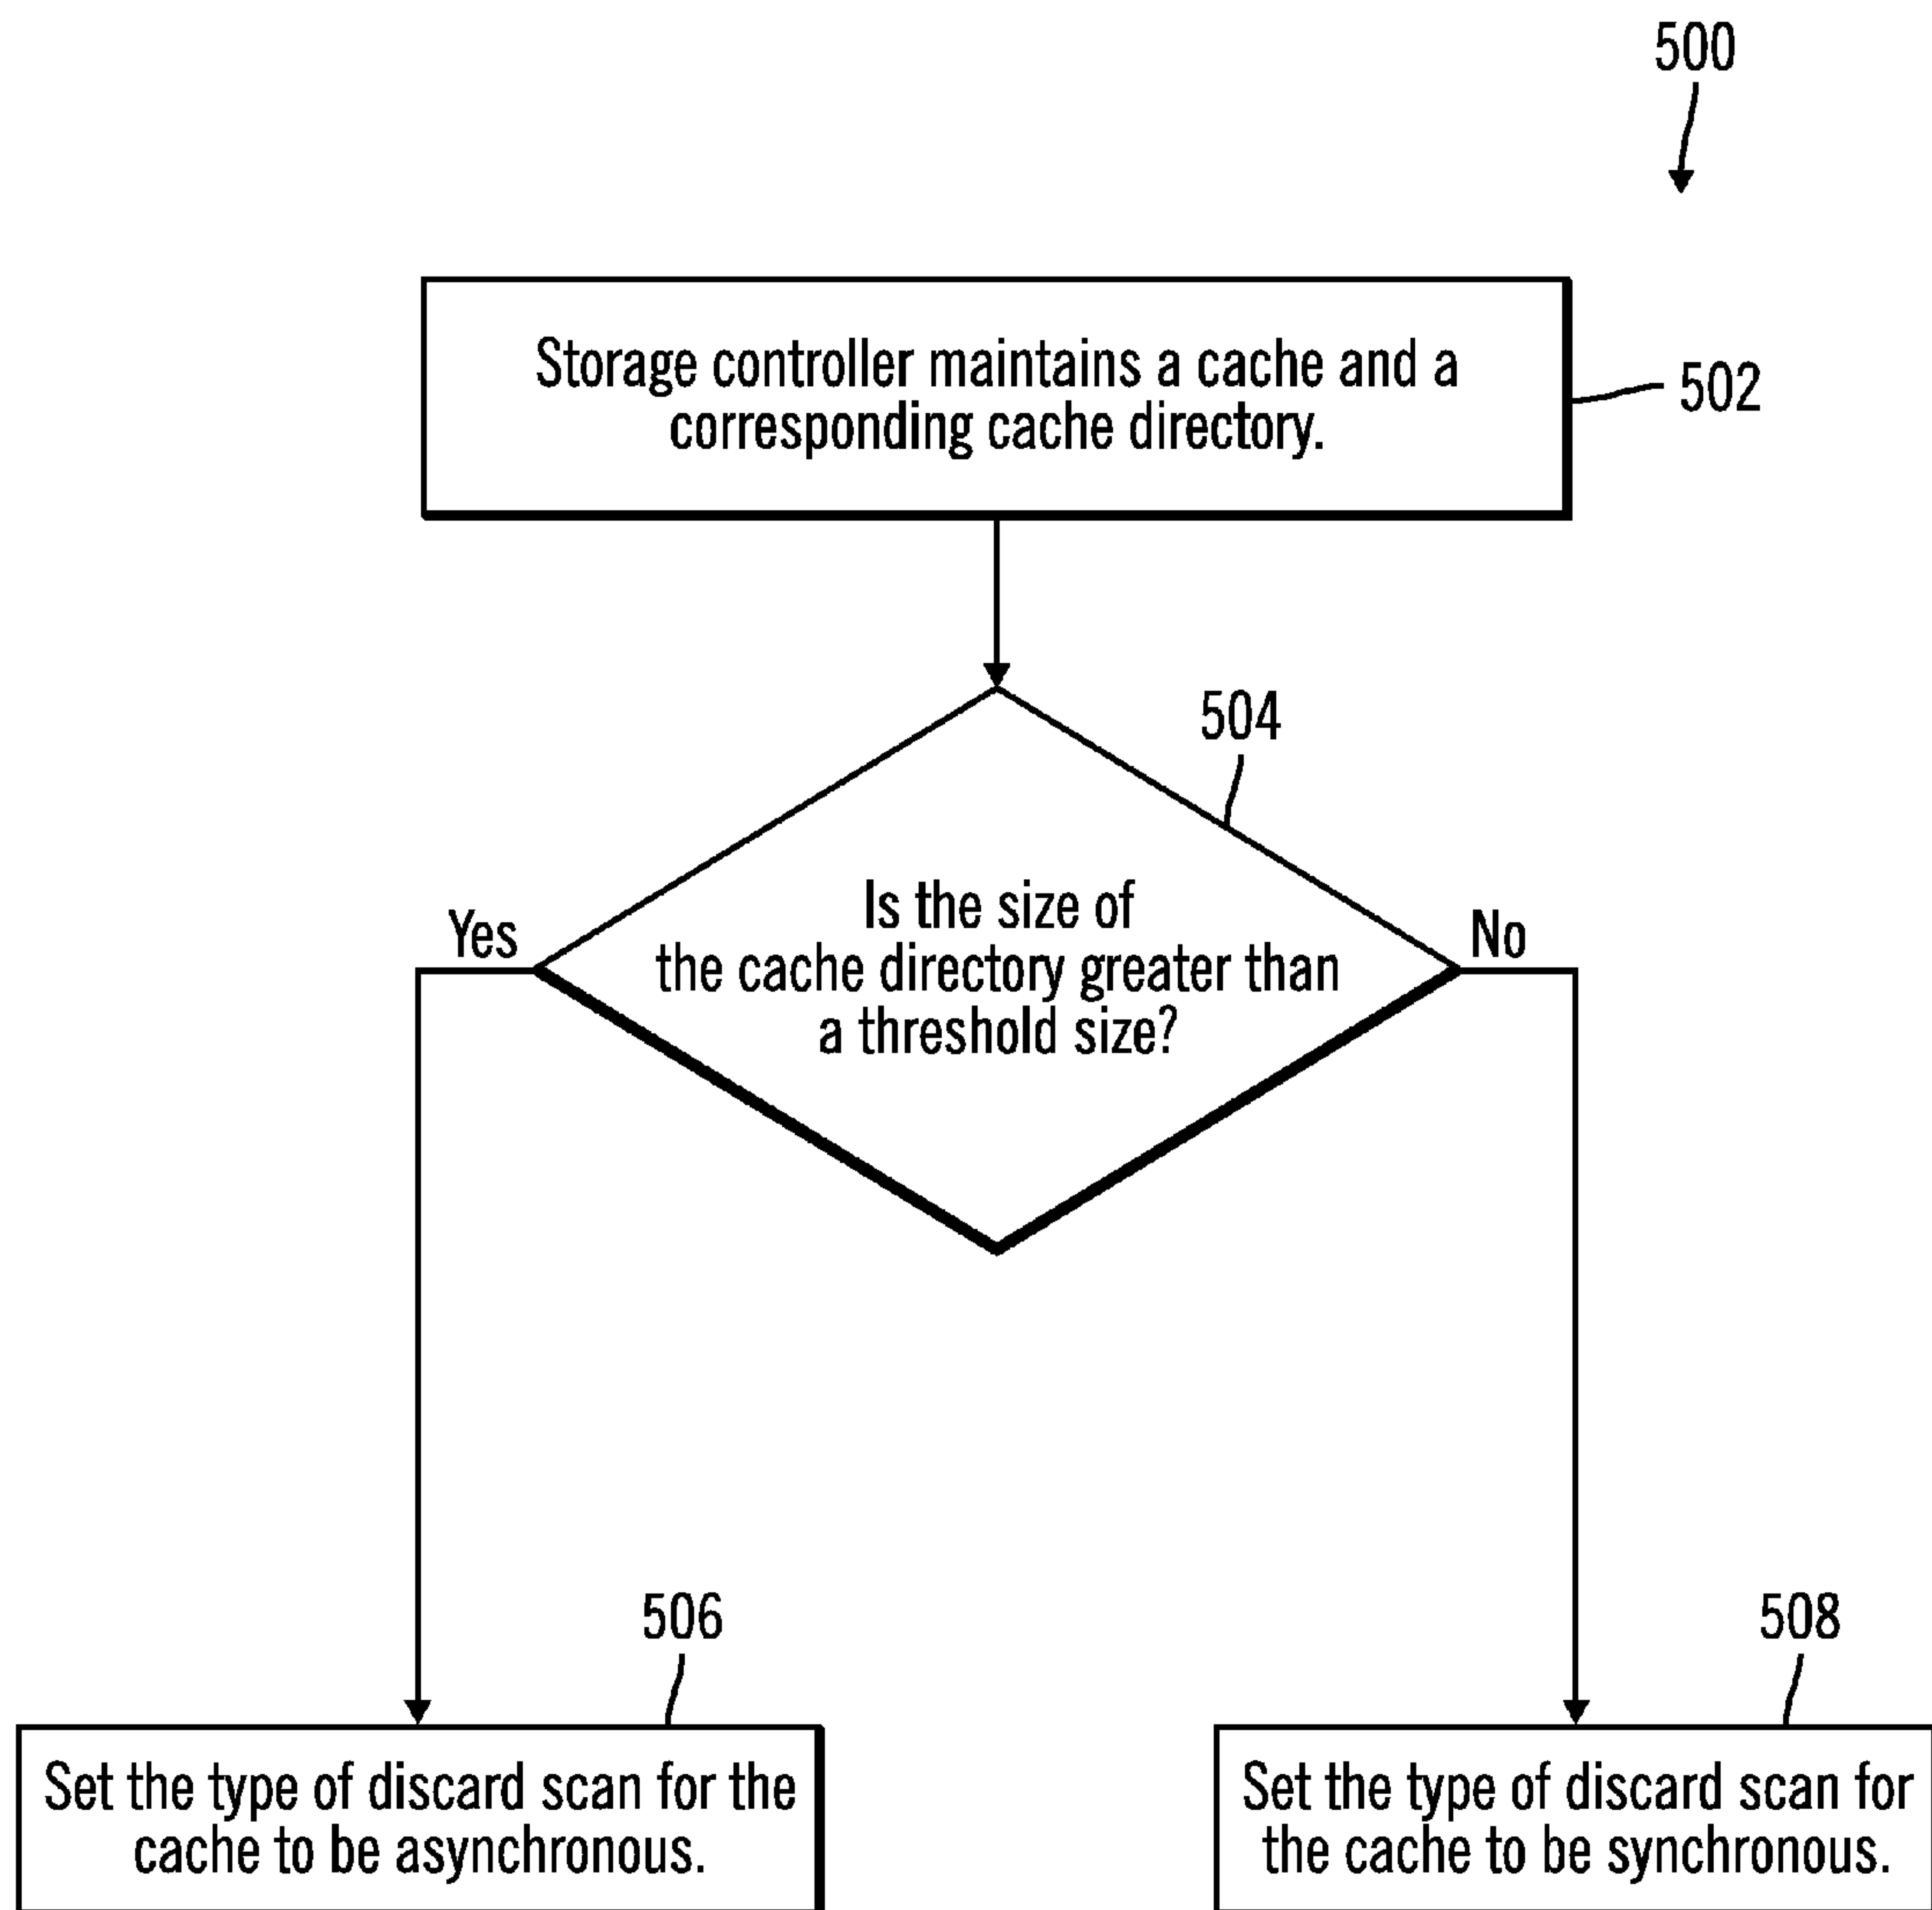 500
Storage controller maintains a cache and a
corresponding cache directory.
502
504
Is the size of
the cache directory greater than
a threshold size?
Yes
No
506
Set the type of discard scan for the
cache to be asynchronous.
508
Set the type of discard scan for
the cache to be synchronous.